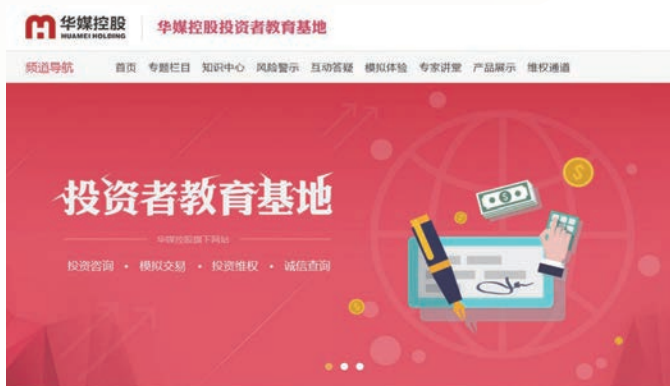 华媒控股
HUAMEI HOLDING
华媒控股投资者教育基地
频道导航 首页 专题栏目 知识中心 风险警示 互动答疑 模拟体验 专家讲堂 产品展示 维权通道
投资者教育基地
华媒控股旗下网站
投资咨询 • 模拟交易 • 投资维权 • 诚信查询